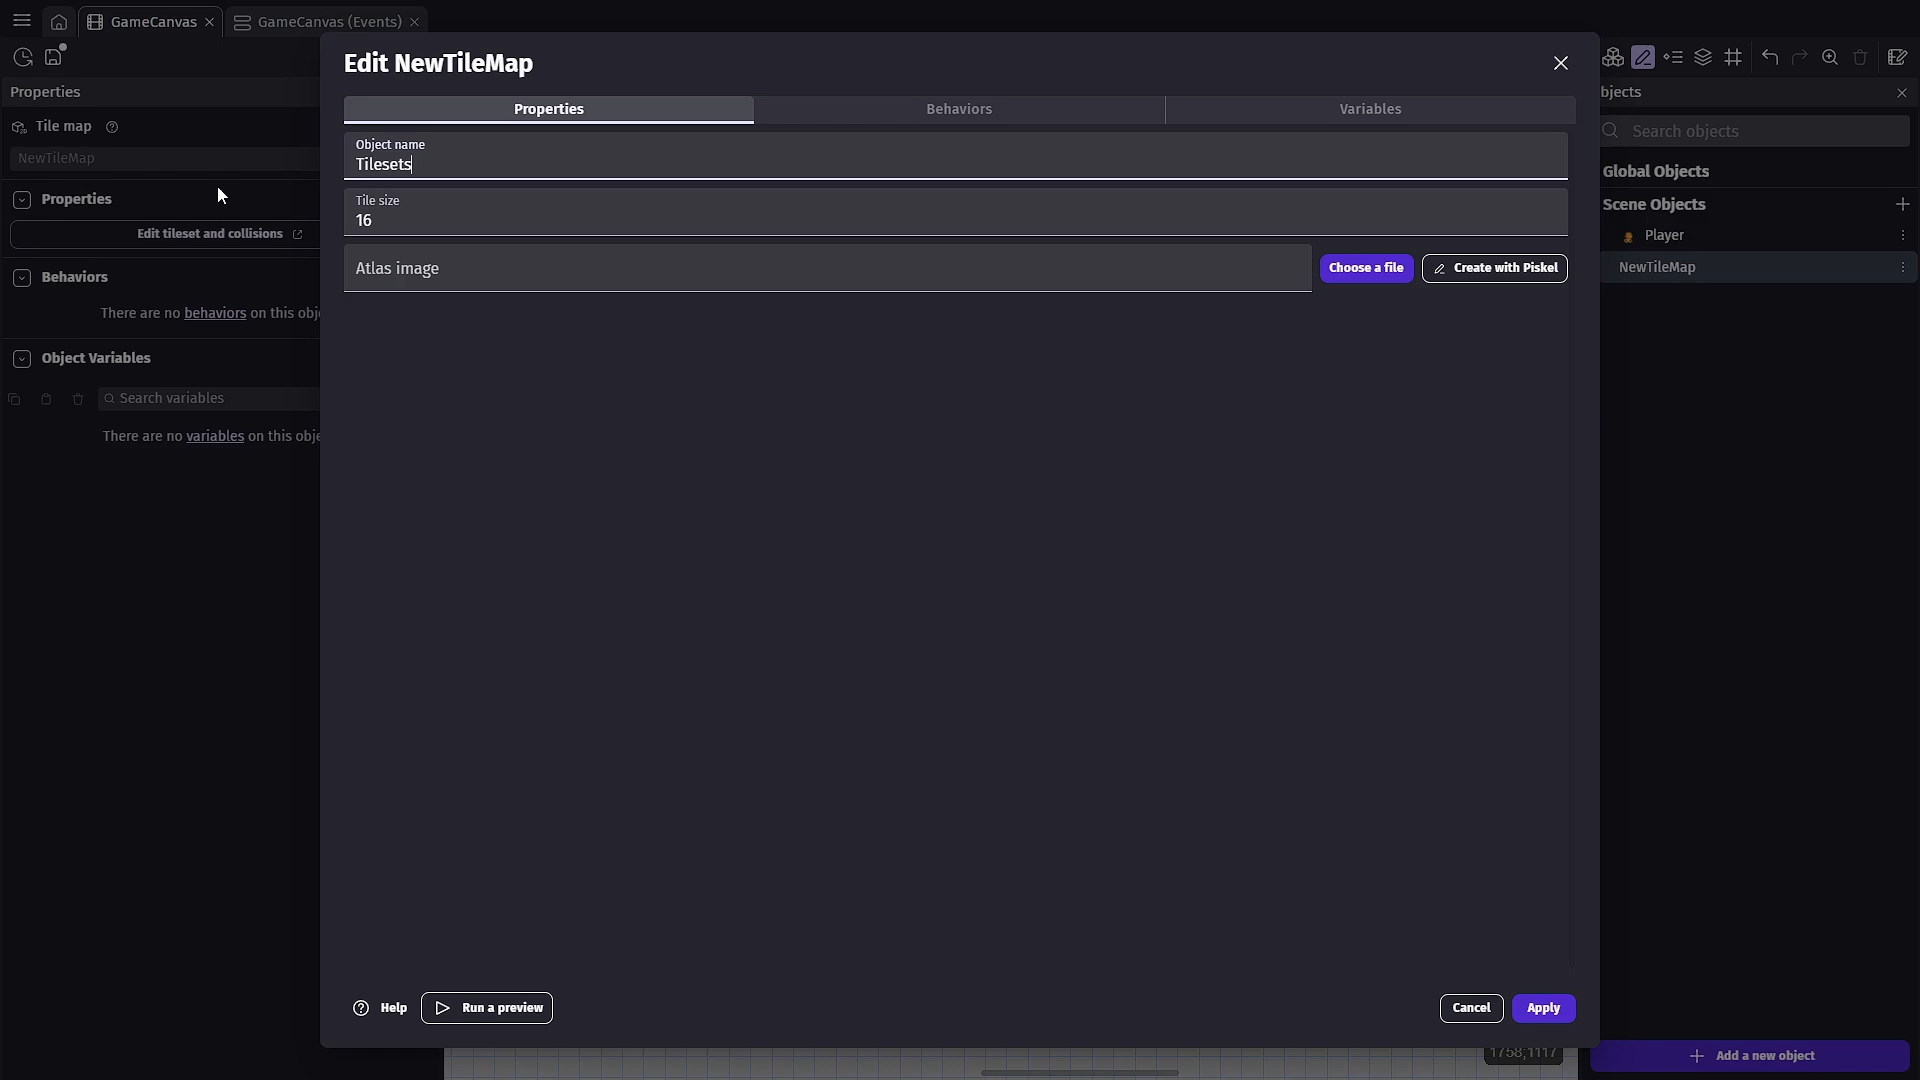 GameCanvas
GameCanvas (Events)
Edit NewTileMap
Properties
Tile map
NewTileMap
Properties
Edit tileset and collisions
Behaviors
There are no behaviors on this obj
Object Variables
Search variables
There are no variables on this obje
Properties
Behaviors
Variables
Object name
Tilesets
Tile size
16
Atlas image
Choose a file
Create with Piskel
Help
Run a preview
Cancel
Apply
bjects
Search objects
Global Objects
Scene Objects
Player
NewTileMap
1758;1117
Add a new object